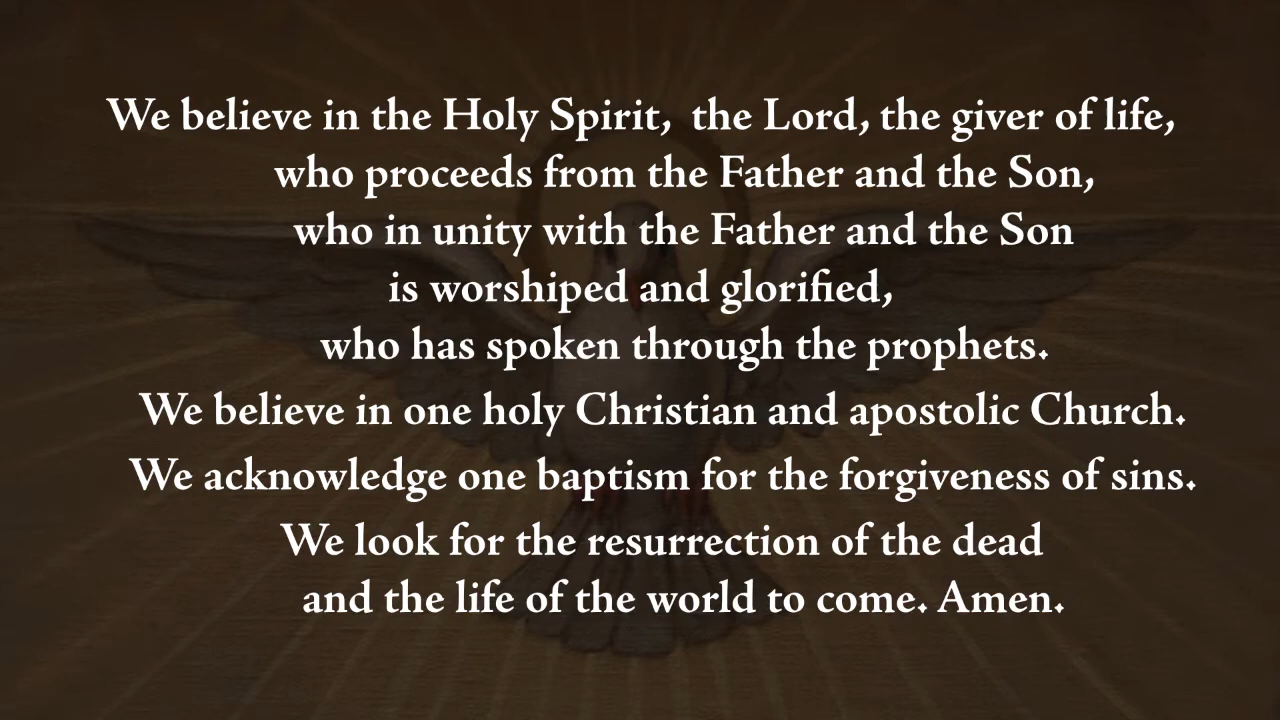 We believe in the Holy Spirit, the Lord, the giver of life,
who proceeds from the Father and the Son,
who in unity with the Father and the Son
is worshiped and glorified,
who has spoken through the prophets.
We believe in one holy Christian and apostolic Church.
We acknowledge one baptism for the forgiveness of sins.
We look for the resurrection of the dead
and the life of the world to come. Amen.